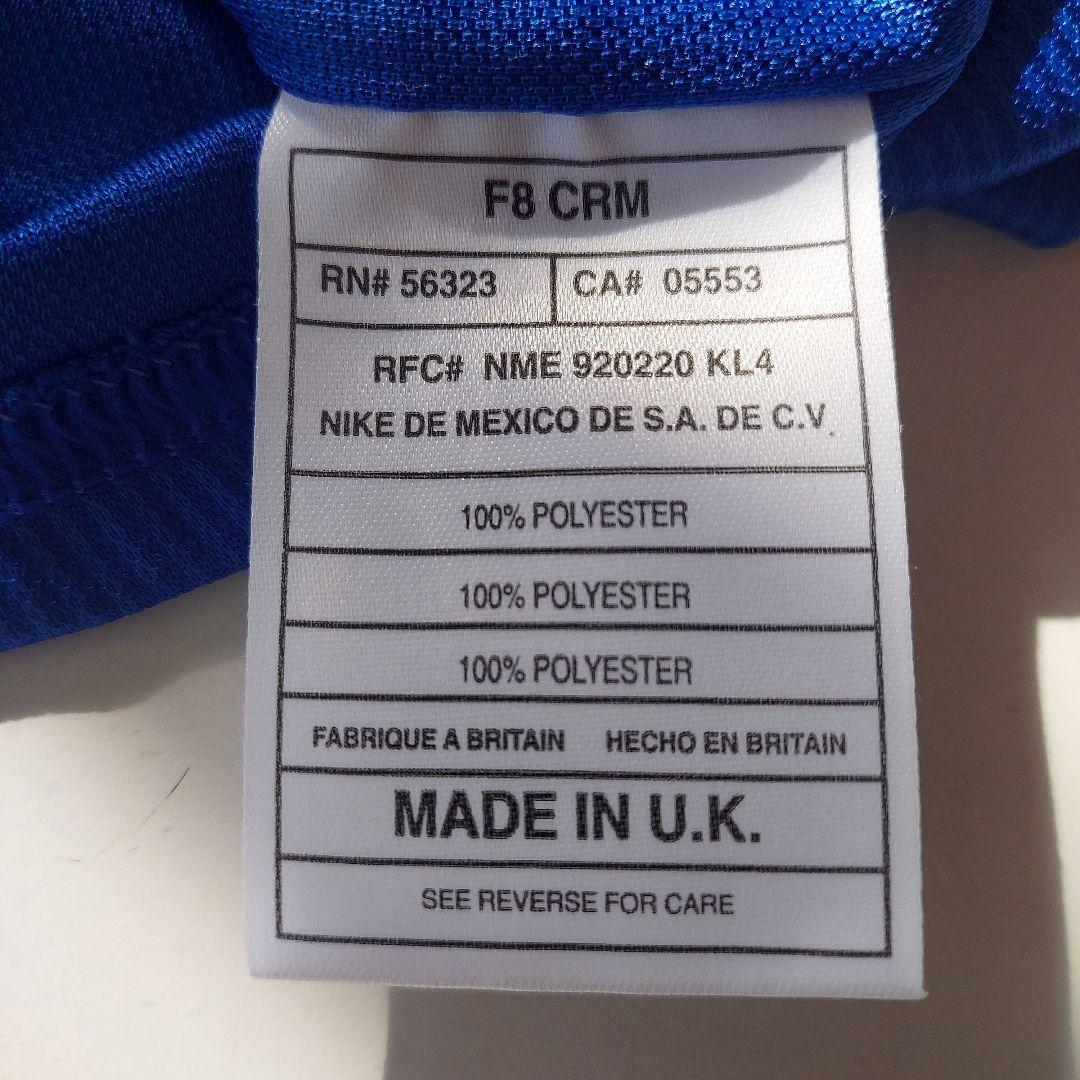 F8 CRM
RN# 56323 CA# 05553
RFC# NME 920220 KL4
NIKE DE MEXICO DE S.A. DE C.V.
100% POLYESTER
100% POLYESTER
100% POLYESTER
FABRIQUE A BRITAIN HECHO EN BRITAIN
MADE IN U.K.
SEE REVERSE FOR CARE